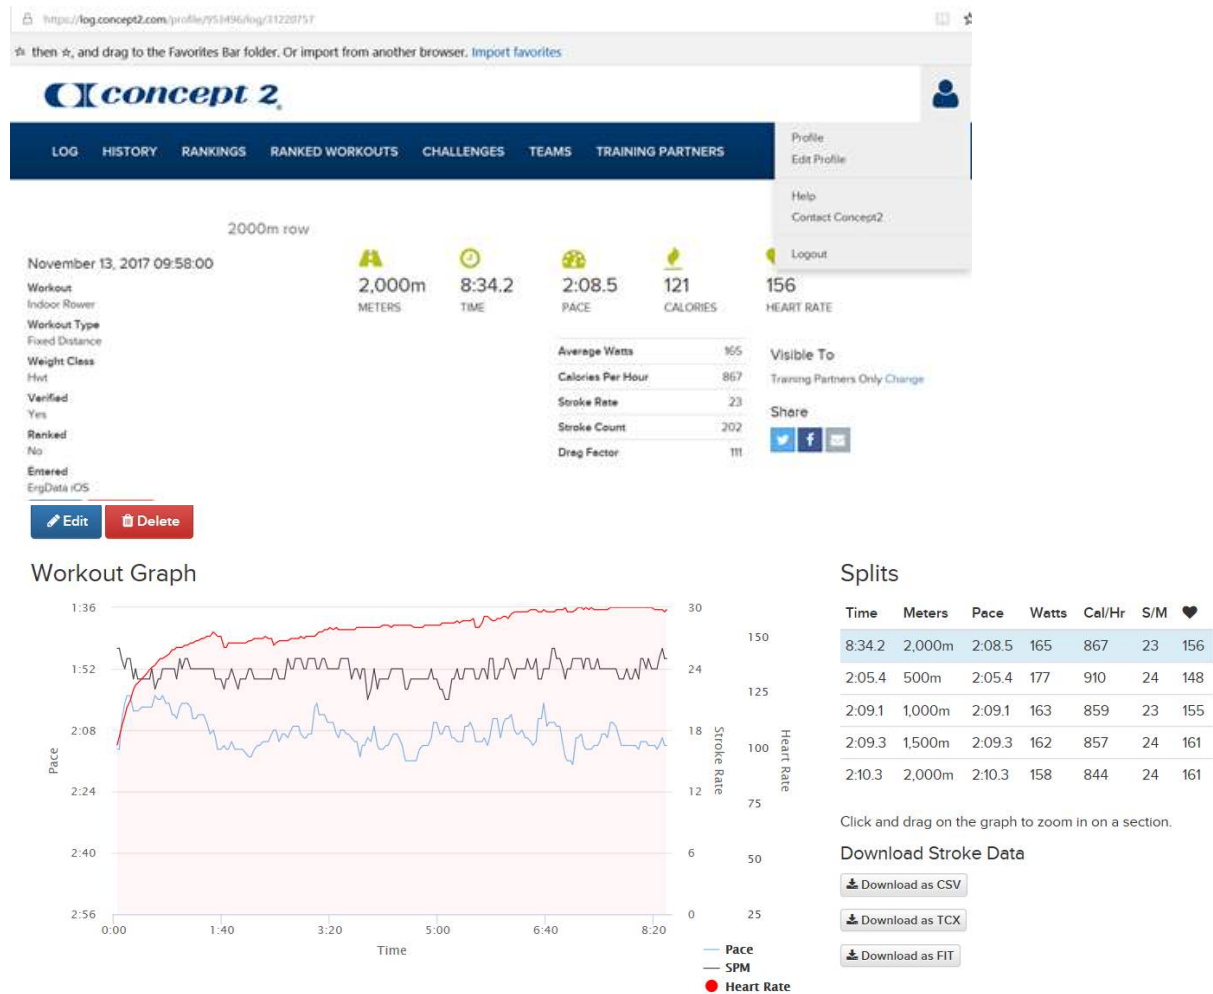 https://log.concept2.com/profile/953496/log/31220757
then ☆, and drag to the Favorites Bar folder. Or import from another browser. Import favorites
concept 2
LOG HISTORY RANKINGS RANKED WORKOUTS CHALLENGES TEAMS TRAINING PARTNERS
Profile
Edit Profile
Help
Contact Concept2
Logout
2000m row
November 13, 2017 09:58:00
Workout
Indoor Rower
Workout Type
Fixed Distance
Weight Class
Hwt
Verified
Yes
Ranked
No
Entered
ErgData iOS
2,000m 8:34.2 2:08.5 121 156
METERS TIME PACE CALORIES HEART RATE
Average Watts 165
Calories Per Hour 867
Stroke Rate 23
Stroke Count 202
Drag Factor 111
Visible To
Training Partners Only Change
Share
Edit Delete
Workout Graph
1:36
1:52
2:08
2:24
2:40
2:56
Pace
0:00 1:40 3:20 5:00 6:40 8:20
Time
30
24
18
12
6
0
Stroke Rate
150
125
100
75
50
25
Heart Rate
Pace
SPM
Heart Rate
Splits
Time Meters Pace Watts Cal/Hr S/M ♥
8:34.2 2,000m 2:08.5 165 867 23 156
2:05.4 500m 2:05.4 177 910 24 148
2:09.1 1,000m 2:09.1 163 859 23 155
2:09.3 1,500m 2:09.3 162 857 24 161
2:10.3 2,000m 2:10.3 158 844 24 161
Click and drag on the graph to zoom in on a section.
Download Stroke Data
Download as CSV
Download as TCX
Download as FIT